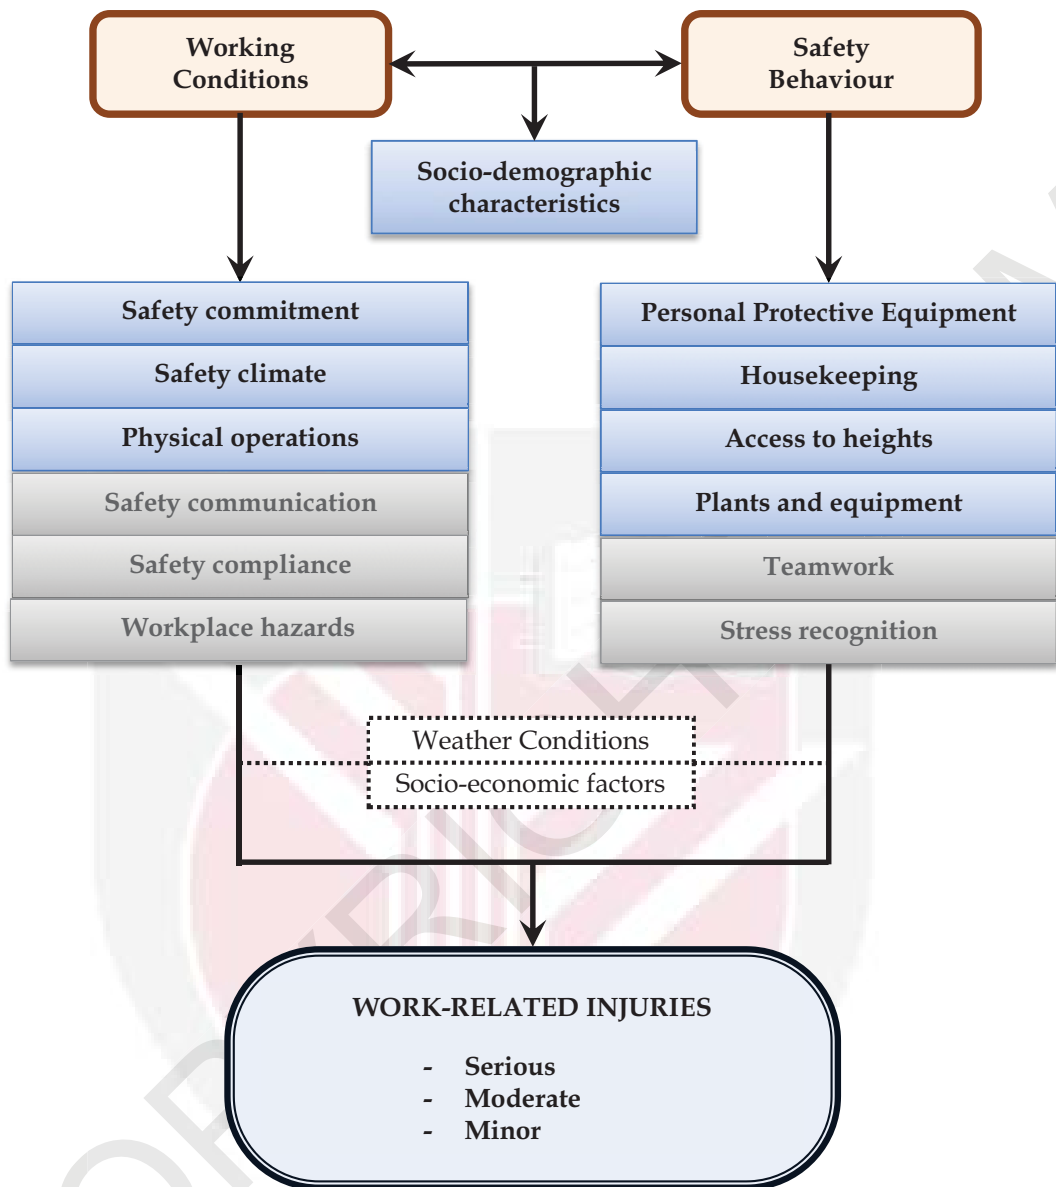 Working
Conditions
Safety
Behaviour
Socio-demographic
characteristics
Safety commitment
Safety climate
Physical operations
Safety communication
Safety compliance
Workplace hazards
Personal Protective Equipment
Housekeeping
Access to heights
Plants and equipment
Teamwork
Stress recognition
Weather Conditions
Socio-economic factors
WORK-RELATED INJURIES
- Serious
- Moderate
- Minor